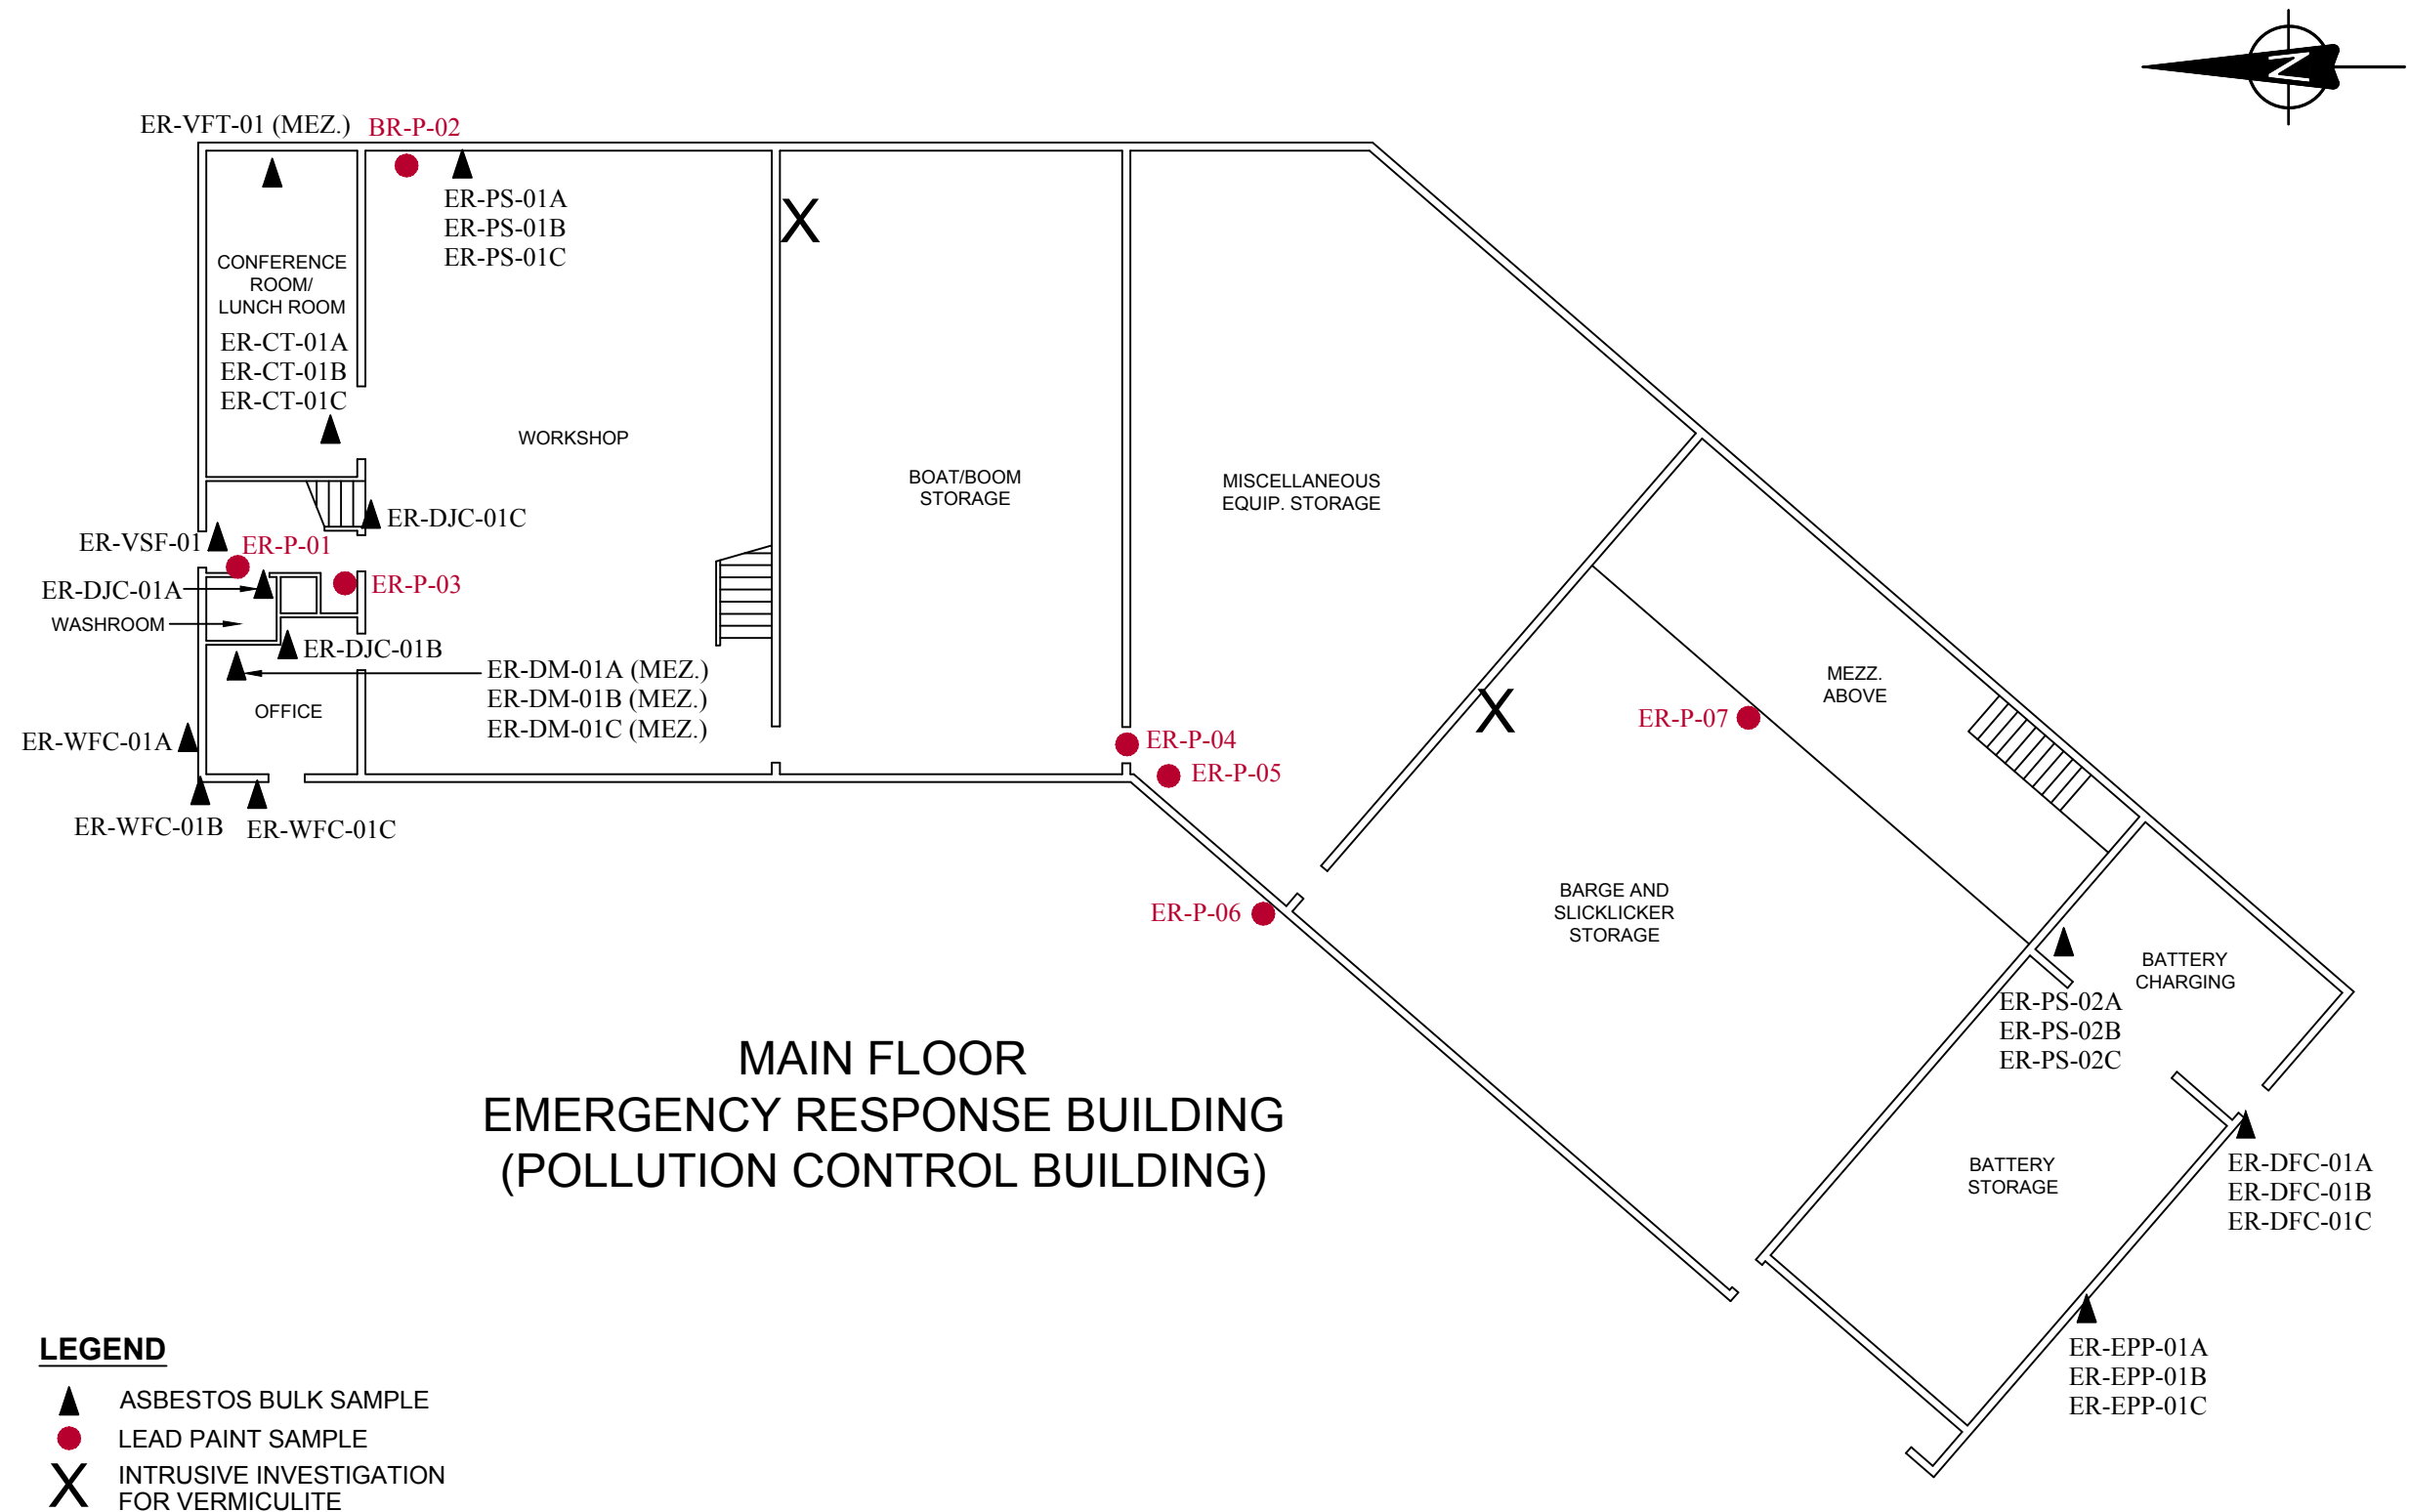 N
ER-VFT-01 (MEZ.)
BR-P-02
ER-PS-01A
ER-PS-01B
ER-PS-01C
X
CONFERENCE
ROOM/
LUNCH ROOM
ER-CT-01A
ER-CT-01B
ER-CT-01C
WORKSHOP
BOAT/BOOM
STORAGE
MISCELLANEOUS
EQUIP. STORAGE
ER-DJC-01C
ER-VSF-01
ER-P-01
ER-DJC-01A
ER-P-03
WASHROOM
ER-DJC-01B
ER-DM-01A (MEZ.)
ER-DM-01B (MEZ.)
ER-DM-01C (MEZ.)
OFFICE
ER-WFC-01A
ER-WFC-01B
ER-WFC-01C
ER-P-04
ER-P-05
ER-P-06
X
ER-P-07
MEZZ.
ABOVE
BARGE AND
SLICKLICKER
STORAGE
BATTERY
CHARGING
ER-PS-02A
ER-PS-02B
ER-PS-02C
BATTERY
STORAGE
ER-DFC-01A
ER-DFC-01B
ER-DFC-01C
ER-EPP-01A
ER-EPP-01B
ER-EPP-01C
MAIN FLOOR
EMERGENCY RESPONSE BUILDING
(POLLUTION CONTROL BUILDING)
LEGEND
ASBESTOS BULK SAMPLE
LEAD PAINT SAMPLE
X INTRUSIVE INVESTIGATION
FOR VERMICULITE